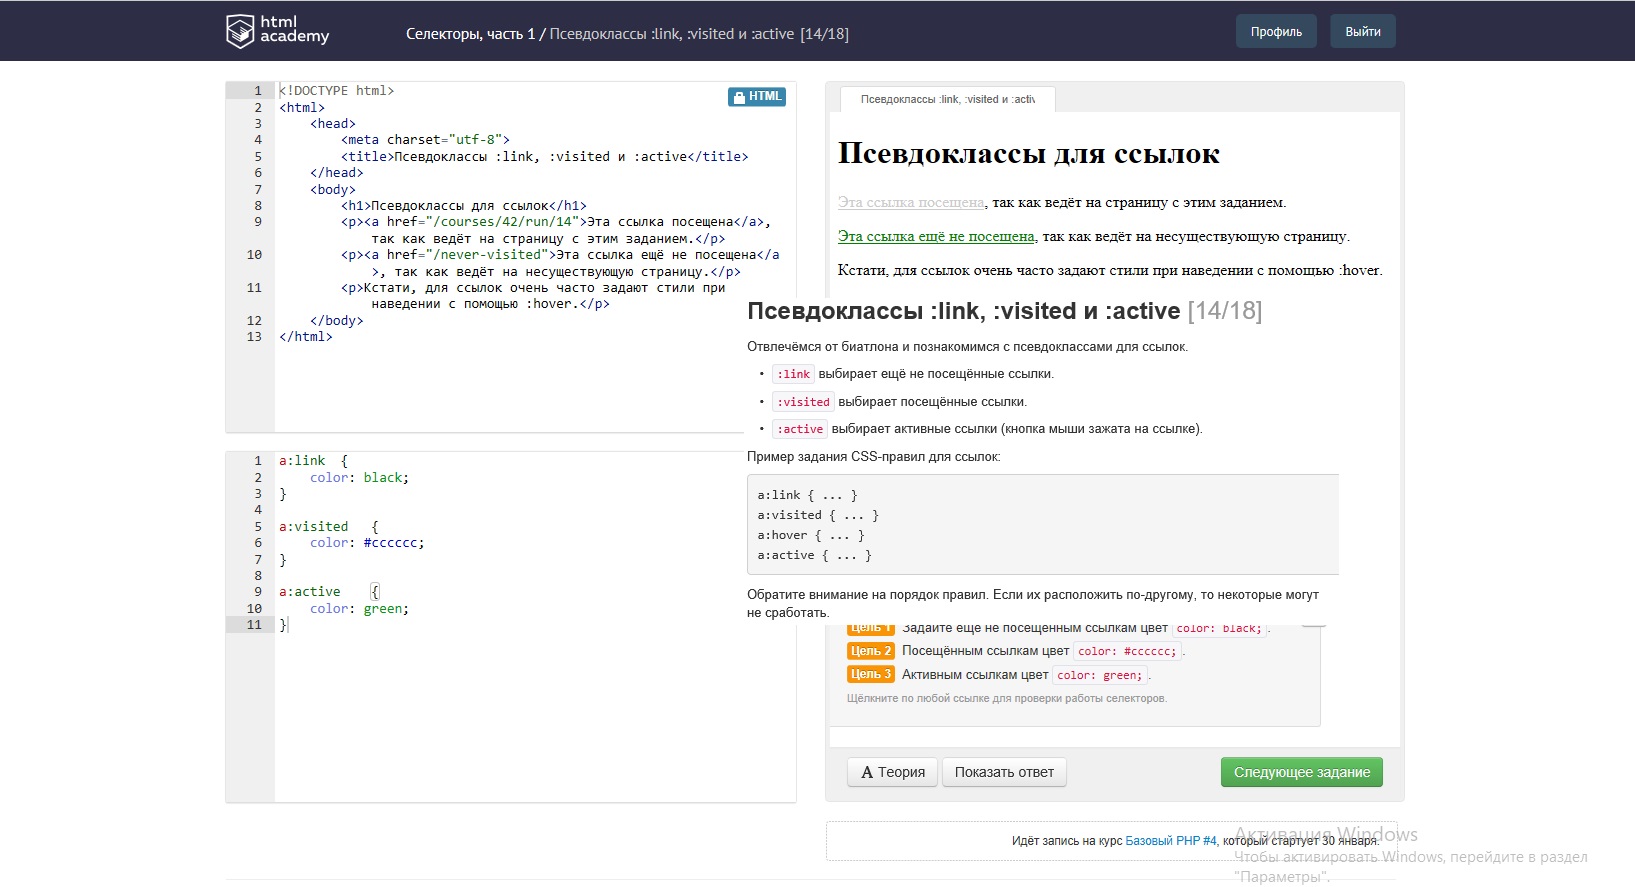 html
academy
Селекторы, часть 1 / Псевдоклассы :link, :visited и :active [14/18]
Профиль
Выйти
1 <!DOCTYPE html>
HTML
2 <html>
3 <head>
4 <meta charset="utf-8">
5 <title>Псевдоклассы :link, :visited и :active</title>
6 </head>
7 <body>
8 <h1>Псевдоклассы для ссылок</h1>
9 <p><a href="/courses/42/run/14">Эта ссылка посещена</a>,
так как ведёт на страницу с этим заданием.</p>
10 <p><a href="/never-visited">Эта ссылка ещё не посещена</a
>, так как ведёт на несуществующую страницу.</p>
11 <p>Кстати, для ссылок очень часто задают стили при
наведении с помощью :hover.</p>
12 </body>
13 </html>
1 a:link {
2 color: black;
3 }
4
5 a:visited {
6 color: #cccccc;
7 }
8
9 a:active {
10 color: green;
11 }
Псевдоклассы :link, :visited и :activ
Псевдоклассы для ссылок
Эта ссылка посещена, так как ведёт на страницу с этим заданием.
Эта ссылка ещё не посещена, так как ведёт на несуществующую страницу.
Кстати, для ссылок очень часто задают стили при наведении с помощью :hover.
Псевдоклассы :link, :visited и :active [14/18]
Отвлечёмся от биатлона и познакомимся с псевдоклассами для ссылок.
• :link выбирает ещё не посещённые ссылки.
• :visited выбирает посещённые ссылки.
• :active выбирает активные ссылки (кнопка мыши зажата на ссылке).
Пример задания CSS-правил для ссылок:
a:link { ... }
a:visited { ... }
a:hover { ... }
a:active { ... }
Обратите внимание на порядок правил. Если их расположить по-другому, то некоторые могут
не сработать.
Цель 1 Задайте ещё не посещённым ссылкам цвет color: black; .
Цель 2 Посещённым ссылкам цвет color: #cccccc; .
Цель 3 Активным ссылкам цвет color: green; .
Щёлкните по любой ссылке для проверки работы селекторов.
Теория
Показать ответ
Следующее задание
Идёт запись на курс Базовый PHP #4, который стартует 30 января.
Активация Windows
Чтобы активировать Windows, перейдите в раздел
"Параметры".